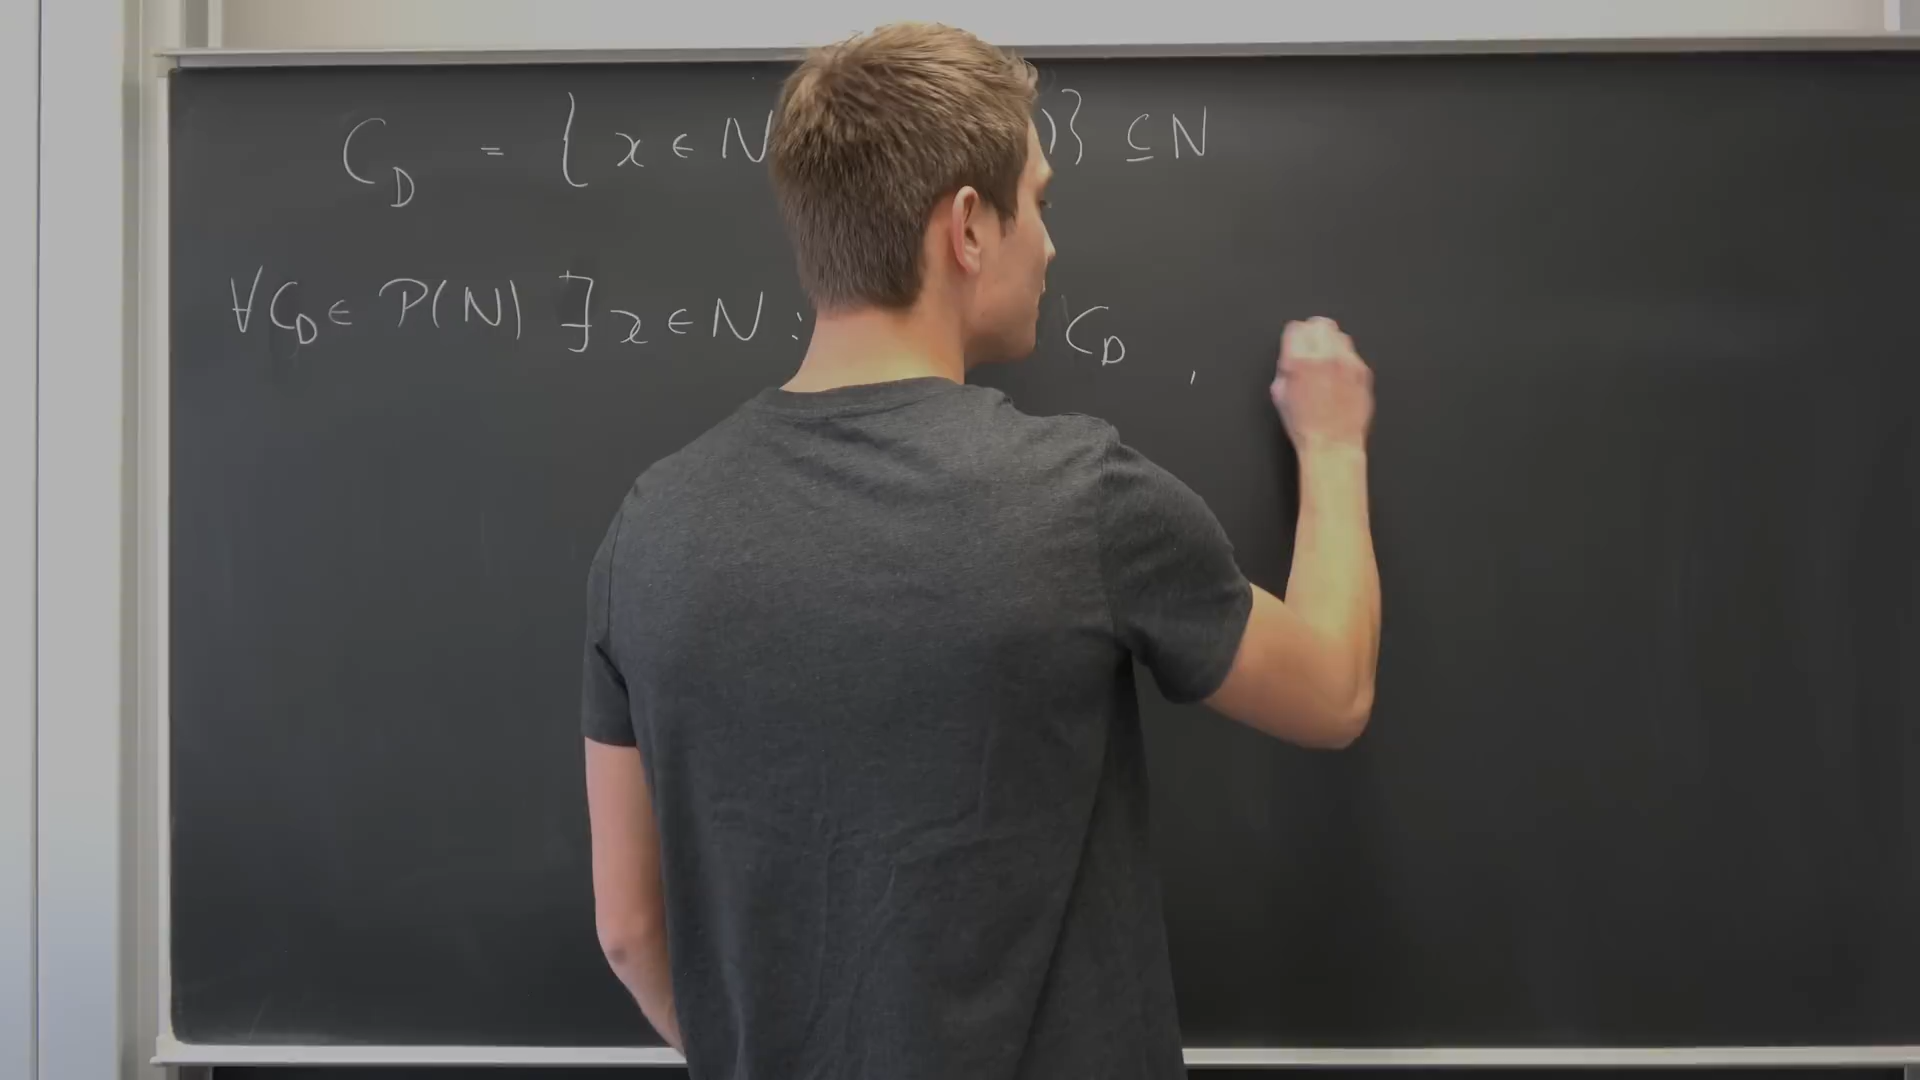 C_D = { x ∈ N )} ⊆ N
∀ C_D ∈ P(N) ∃ x ∈ N : C_D ,